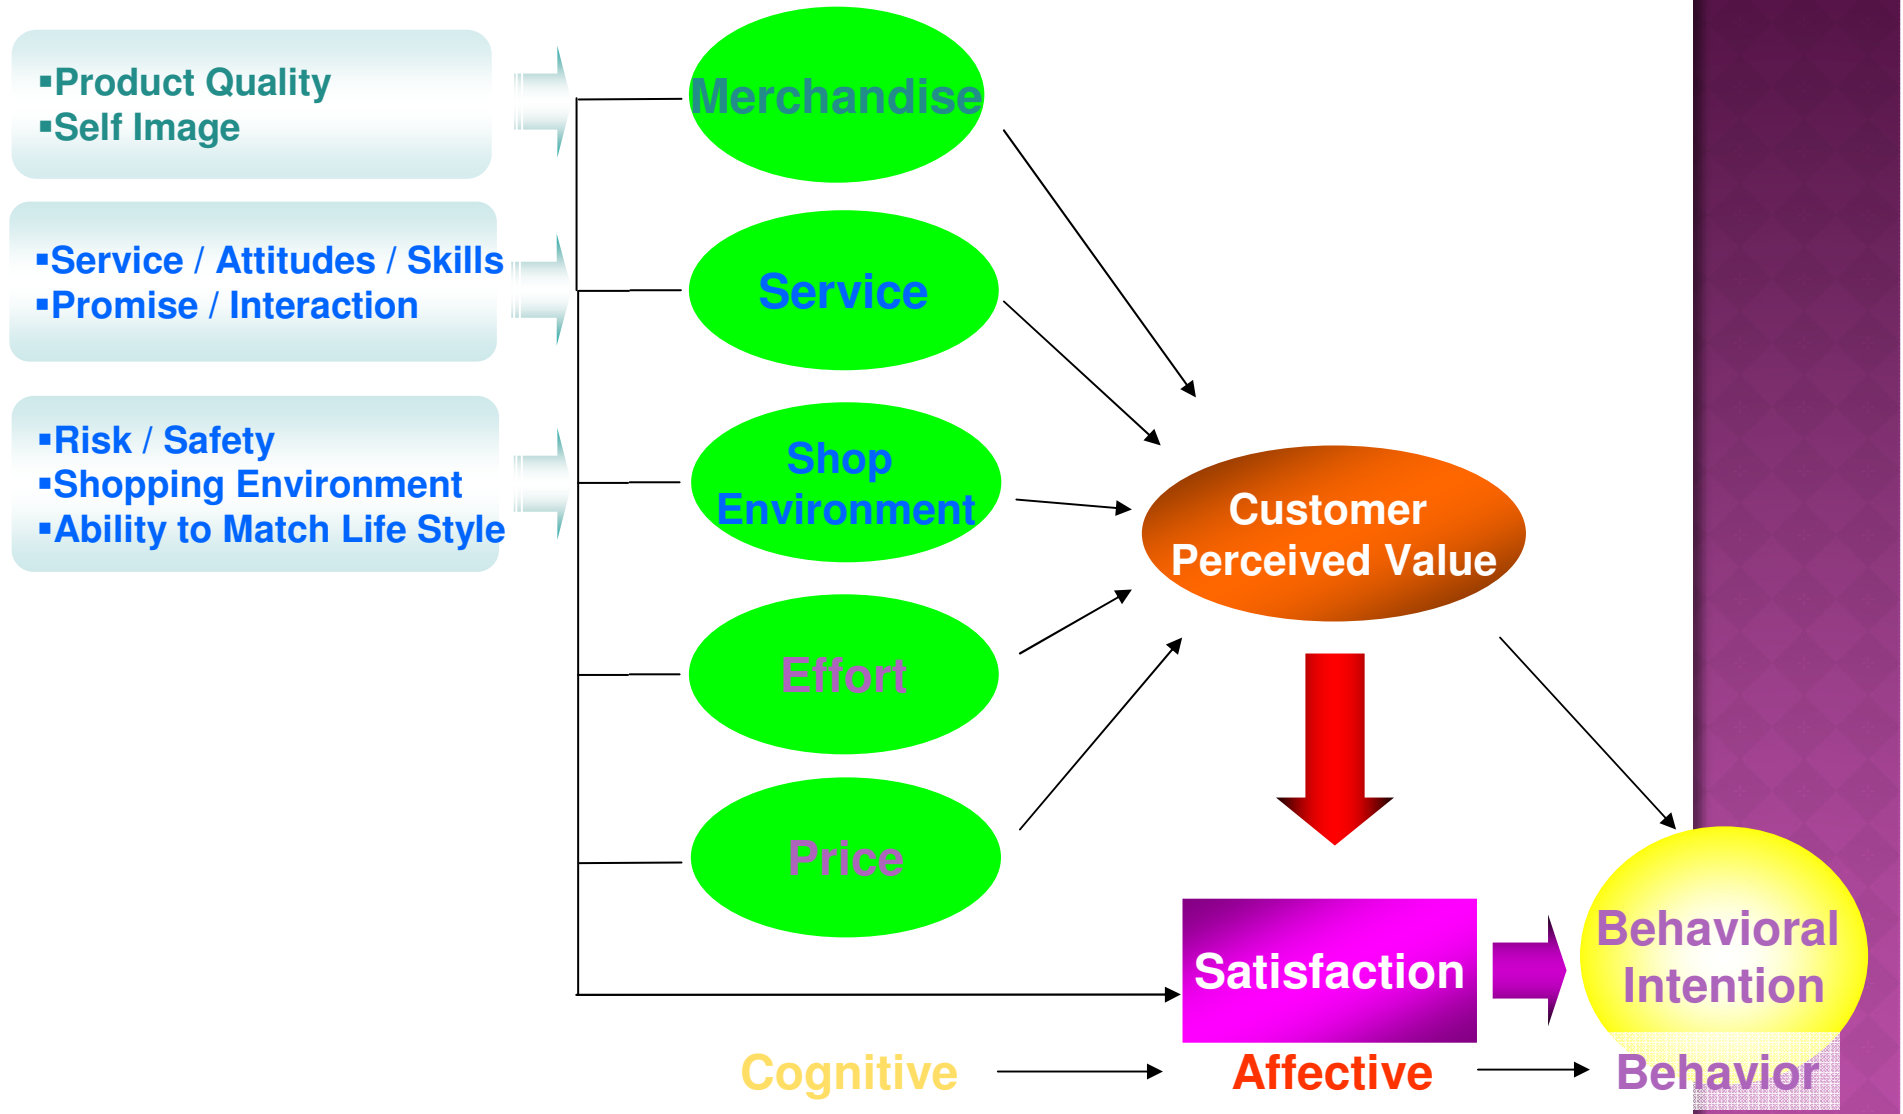 ▪Product Quality
▪Self Image
▪Service / Attitudes / Skills
▪Promise / Interaction
▪Risk / Safety
▪Shopping Environment
▪Ability to Match Life Style
Merchandise
Service
Shop
Environment
Effort
Price
Customer
Perceived Value
Satisfaction
Behavioral
Intention
Cognitive
Affective
Behavior